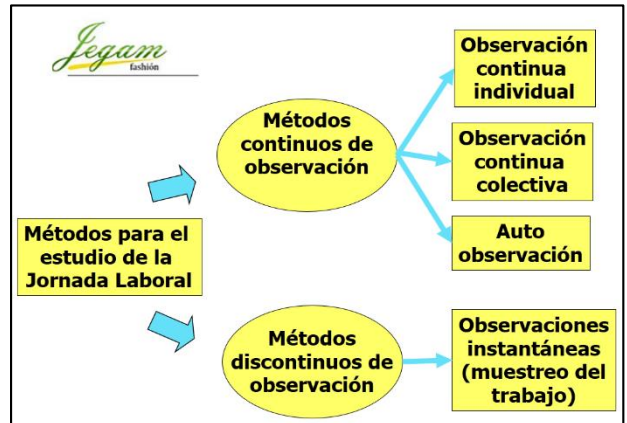 Jegam
fashión
Métodos para el
estudio de la
Jornada Laboral
Métodos
continuos de
observación
Observación
continua
individual
Observación
continua
colectiva
Auto
observación
Métodos
discontinuos de
observación
Observaciones
instantáneas
(muestreo del
trabajo)